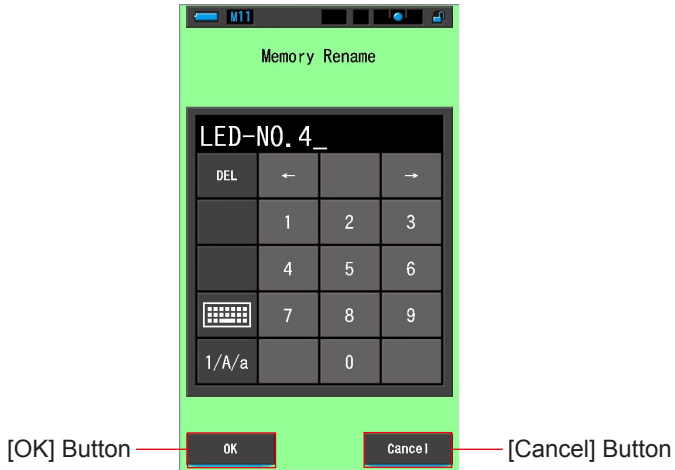 M11
Memory Rename
LED-NO.4_
DEL ← →
1 2 3
4 5 6
7 8 9
1/A/a 0
[OK] Button OK Cancel [Cancel] Button